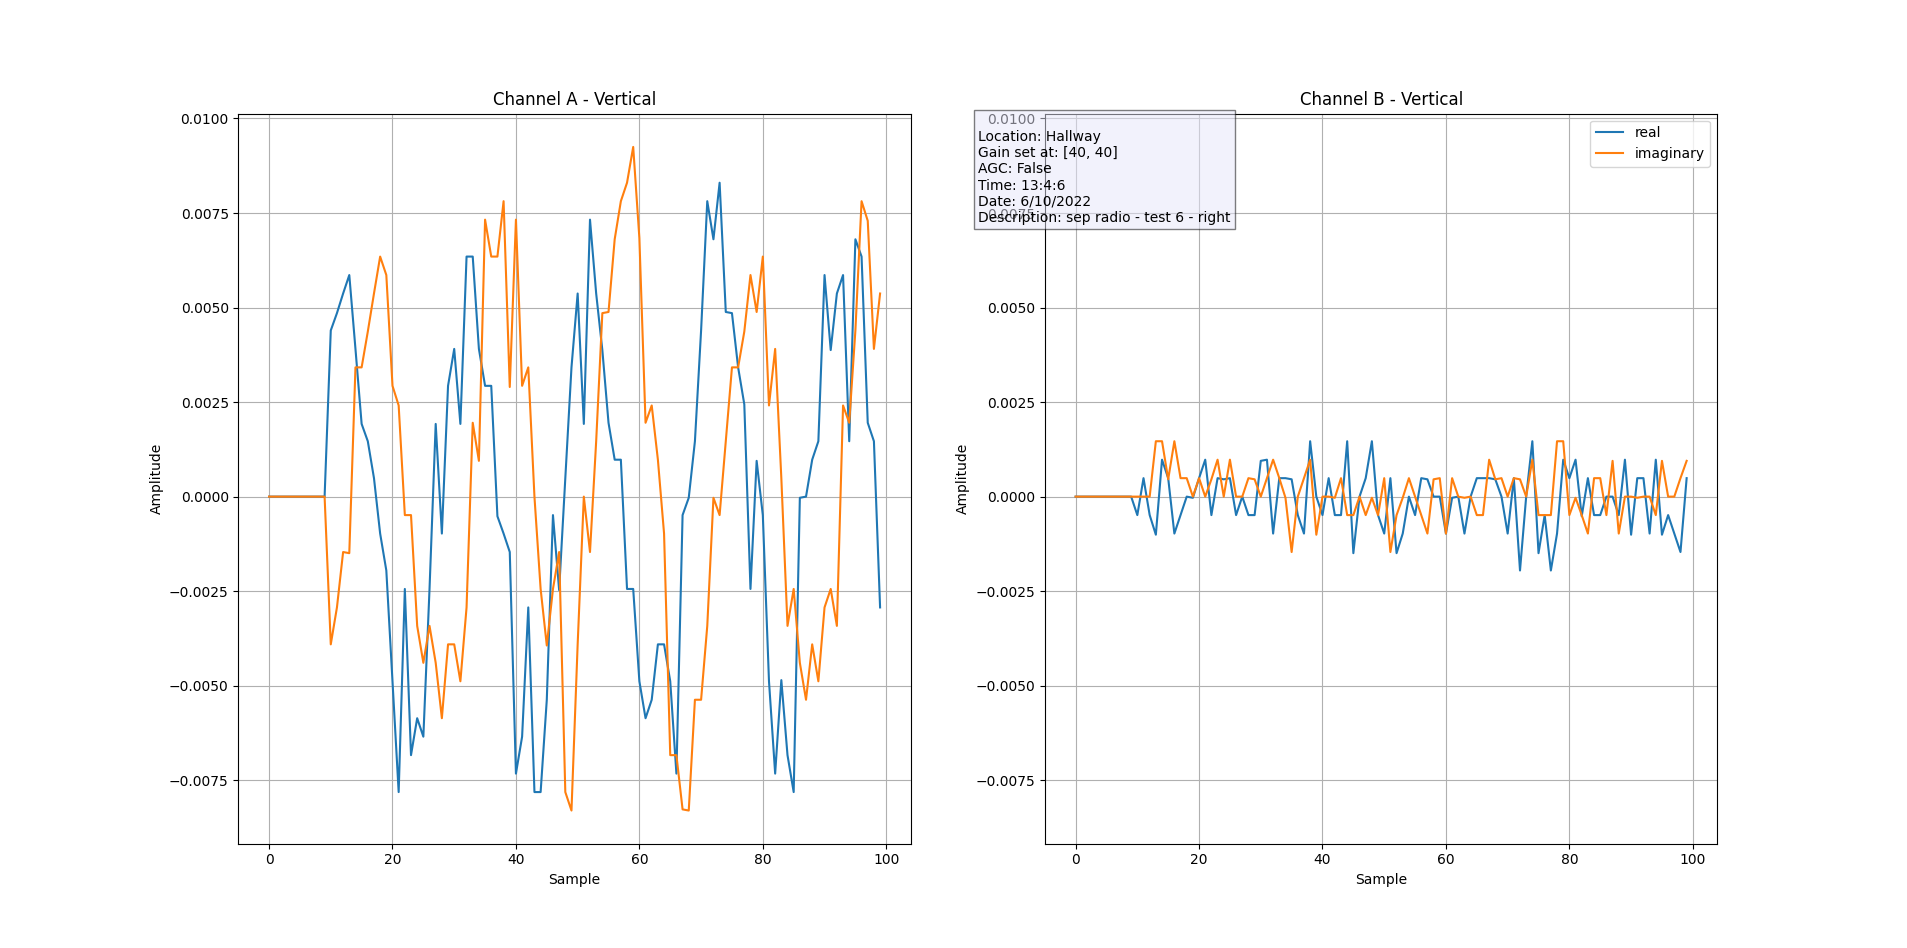 Channel A - Vertical
0.0100
0.0075
0.0050
0.0025
0.0000
−0.0025
−0.0050
−0.0075
Amplitude
0
20
40
60
80
100
Sample
Channel B - Vertical
0.0100
0.0075
0.0050
0.0025
0.0000
−0.0025
−0.0050
−0.0075
Amplitude
Location: Hallway
Gain set at: [40, 40]
AGC: False
Time: 13:4:6
Date: 6/10/2022
Description: sep radio - test 6 - right
real
imaginary
0
20
40
60
80
100
Sample